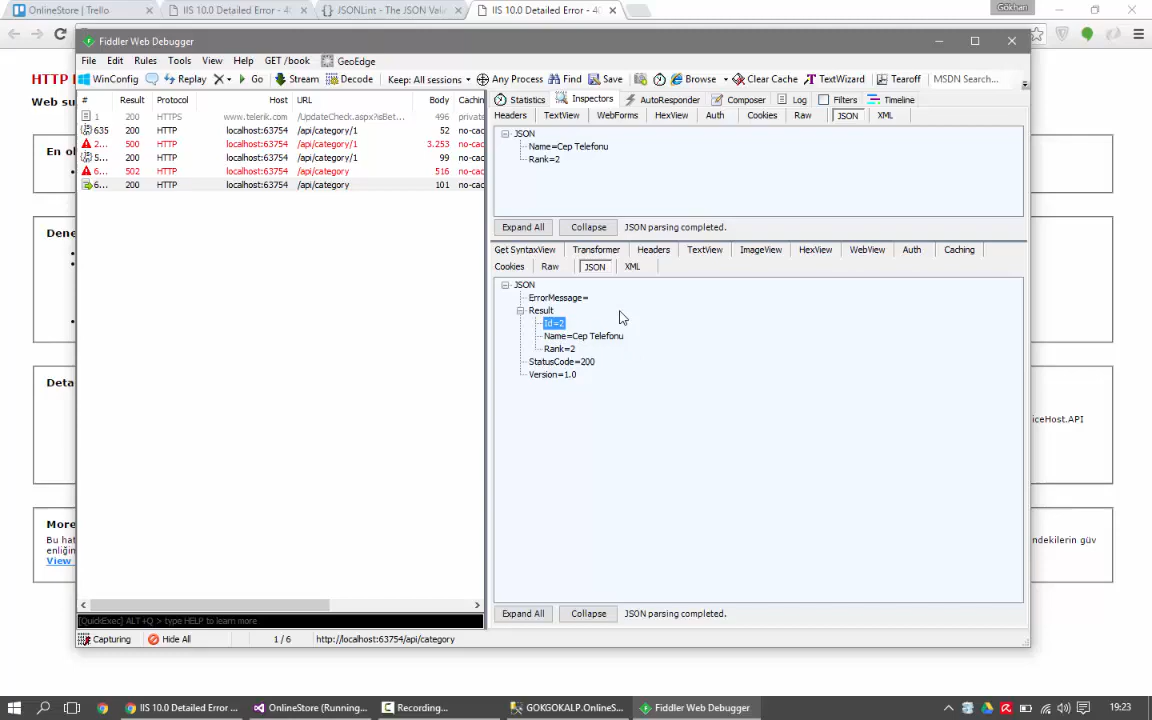 OnlineStore | Trello
IIS 10.0 Detailed Error - 4(
JSONLint - The JSON Val
IIS 10.0 Detailed Error - 4(
Gökhan
Fiddler Web Debugger
File Edit Rules Tools View Help GET /book GeoEdge
WinConfig Replay Go Stream Decode Keep: All sessions Any Process Find Save Browse Clear Cache TextWizard Tearoff MSDN Search...
# Result Protocol Host URL Body Cachin
1 200 HTTPS www.telerik.com /UpdateCheck.aspx?isBet... 496 private
635 200 HTTP localhost:63754 /api/category/1 52 no-cac
2... 500 HTTP localhost:63754 /api/category/1 3.253 no-cac
5... 200 HTTP localhost:63754 /api/category/1 99 no-cac
6... 502 HTTP localhost:63754 /api/category 516 no-cac
6... 200 HTTP localhost:63754 /api/category 101 no-cac
Statistics Inspectors AutoResponder Composer Log Filters Timeline
Headers TextView WebForms HexView Auth Cookies Raw JSON XML
JSON
Name=Cep Telefonu
Rank=2
Expand All Collapse JSON parsing completed.
Get SyntaxView Transformer Headers TextView ImageView HexView WebView Auth Caching
Cookies Raw JSON XML
JSON
ErrorMessage=
Result
Id=2
Name=Cep Telefonu
Rank=2
StatusCode=200
Version=1.0
Expand All Collapse JSON parsing completed.
[QuickExec] ALT+Q > type HELP to learn more
Capturing Hide All 1 / 6 http://localhost:63754/api/category
HTTP
Web su
En ol
Dene
Deta
iceHost.API
More
Bu hat
enliğin
ndekilerin güv
View
IIS 10.0 Detailed Error ...
OnlineStore (Running...
Recording...
GOKGOKALP.OnlineS...
Fiddler Web Debugger
19:23